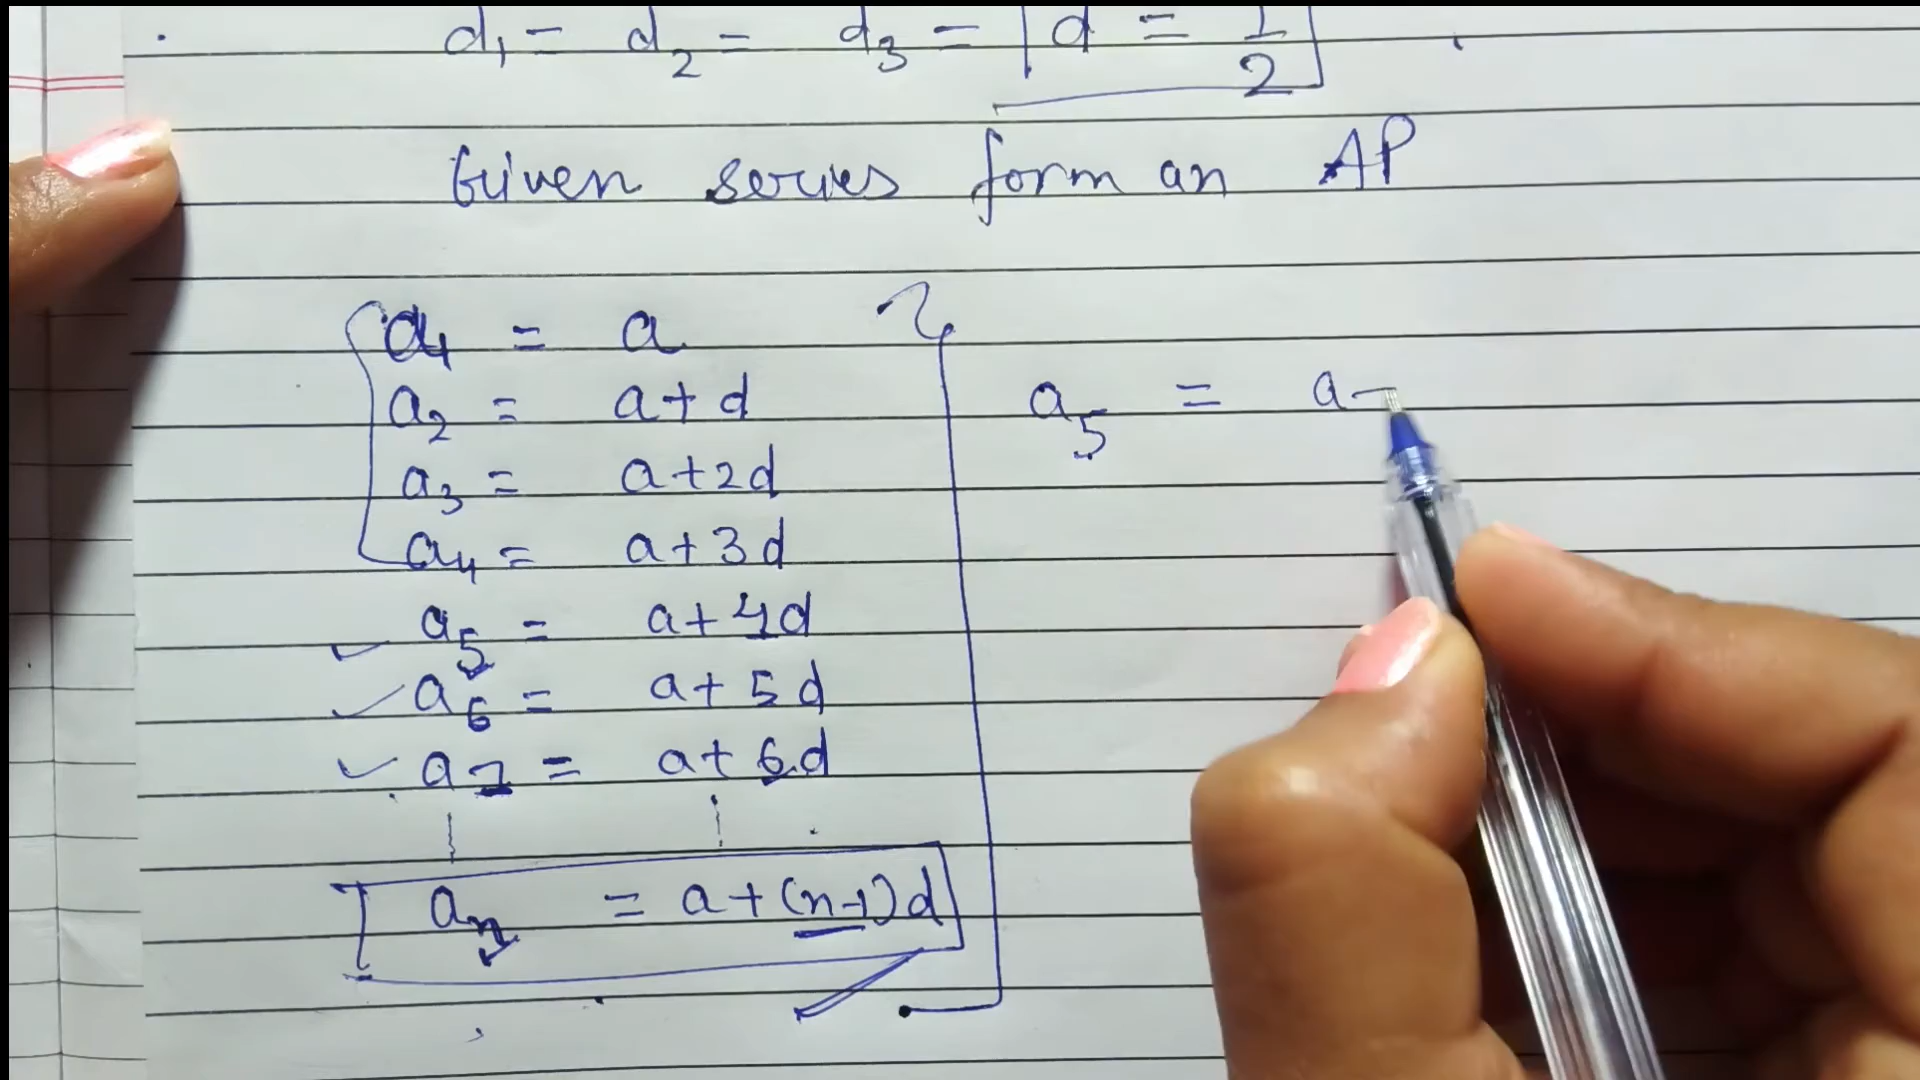 d₁ = d₂ = d₃ = d = 1/2
Given series form an AP
a₁ = a
a₂ = a+d
a₃ = a+2d
a₄ = a+3d
a₅ = a+4d
a₆ = a+5d
a₇ = a+6d
aₙ = a+(n-1)d
a₅ = a-